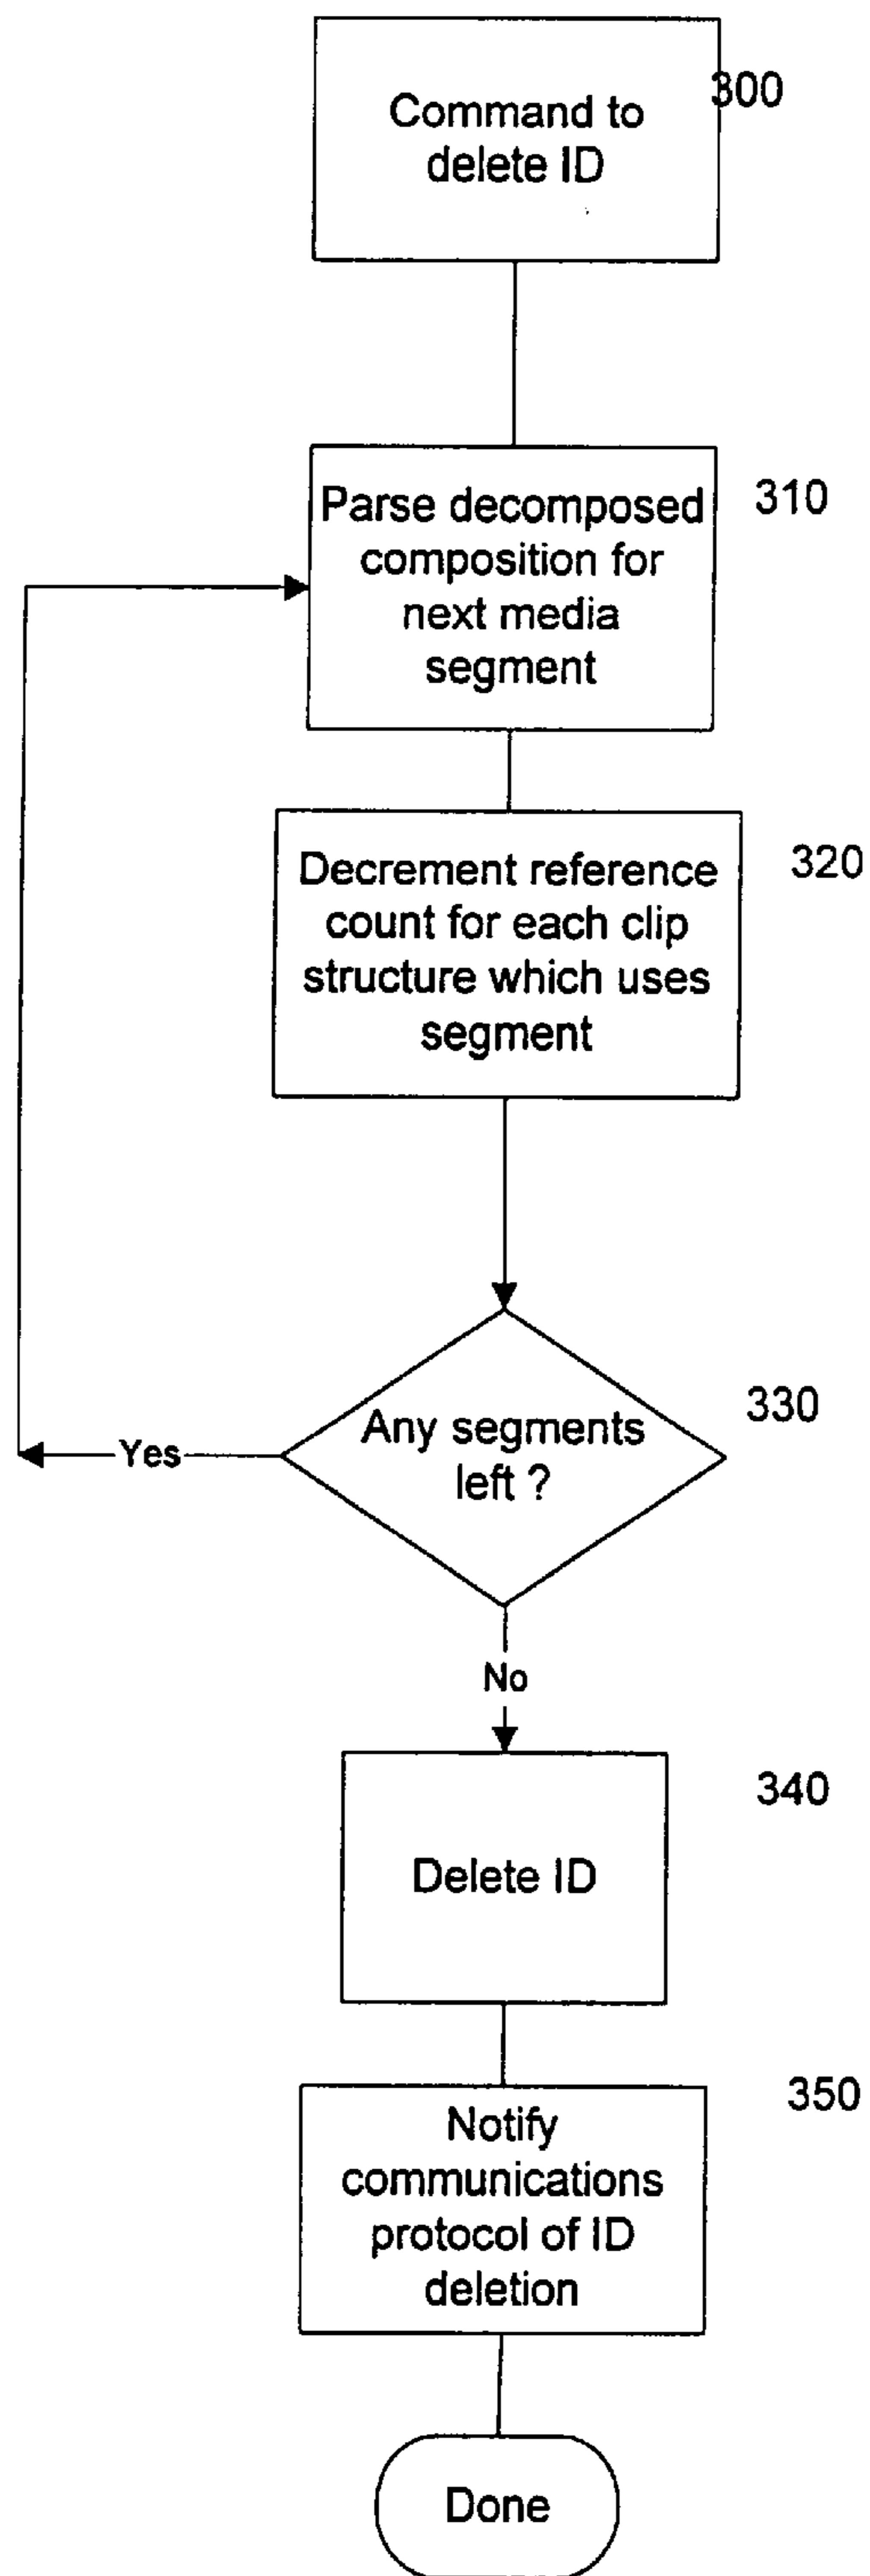 300
Command to
delete ID
310
Parse decomposed
composition for
next media
segment
320
Decrement reference
count for each clip
structure which uses
segment
330
Any segments
left ?
Yes
No
340
Delete ID
350
Notify
communications
protocol of ID
deletion
Done